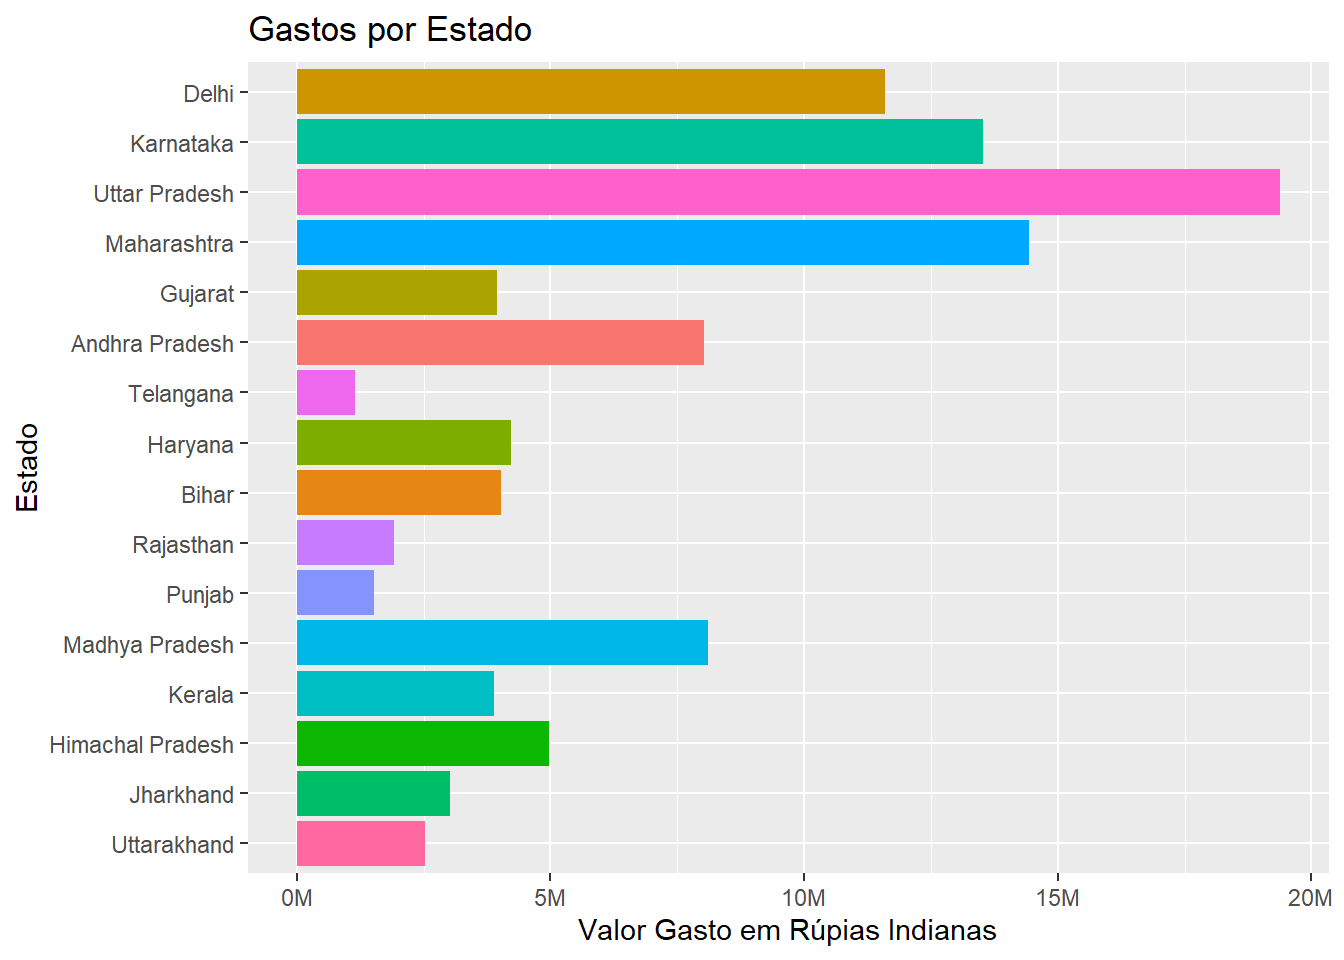 Gastos por Estado
Delhi
Karnataka
Uttar Pradesh
Maharashtra
Gujarat
Andhra Pradesh
Telangana
Haryana
Bihar
Rajasthan
Punjab
Madhya Pradesh
Kerala
Himachal Pradesh
Jharkhand
Uttarakhand
Estado
0M 5M 10M 15M 20M
Valor Gasto em Rúpias Indianas